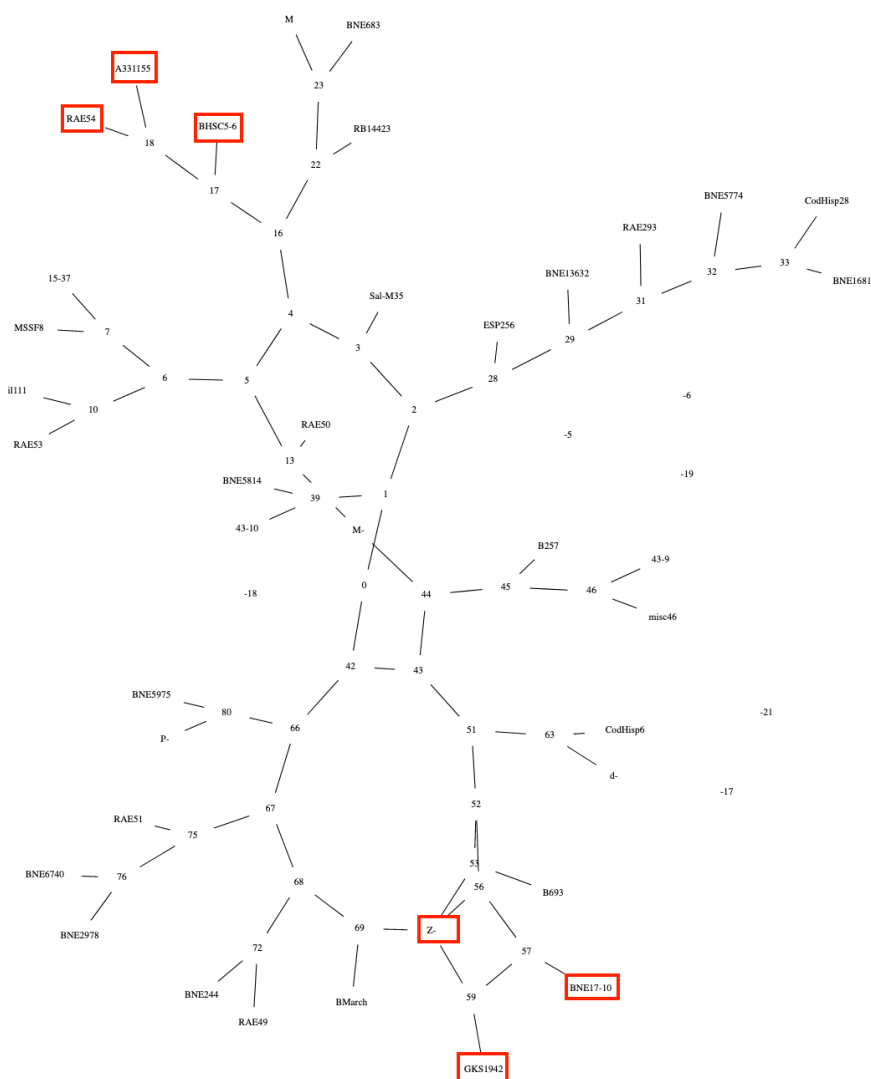 M
BNE683
A331155
23
RAE54
BHSC5-6
RB14423
18
22
17
BNE5774
CodHisp28
RAE293
16
33
32
BNE13632
BNE1681
15-37
Sal-M35
31
4
MSSF8
7
ESP256
29
3
6
5
28
il111
-6
10
2
RAE50
-5
RAE53
13
-19
BNE5814
39
1
43-10
M-
B257
43-9
0
45
46
-18
44
misc46
42
43
BNE5975
80
-21
66
51
CodHisp6
P-
63
d-
-17
67
52
RAE51
75
53
BNE6740
76
68
56
B693
69
Z-
BNE2978
72
57
BNE244
BNE17-10
59
BMarch
RAE49
GKS1942